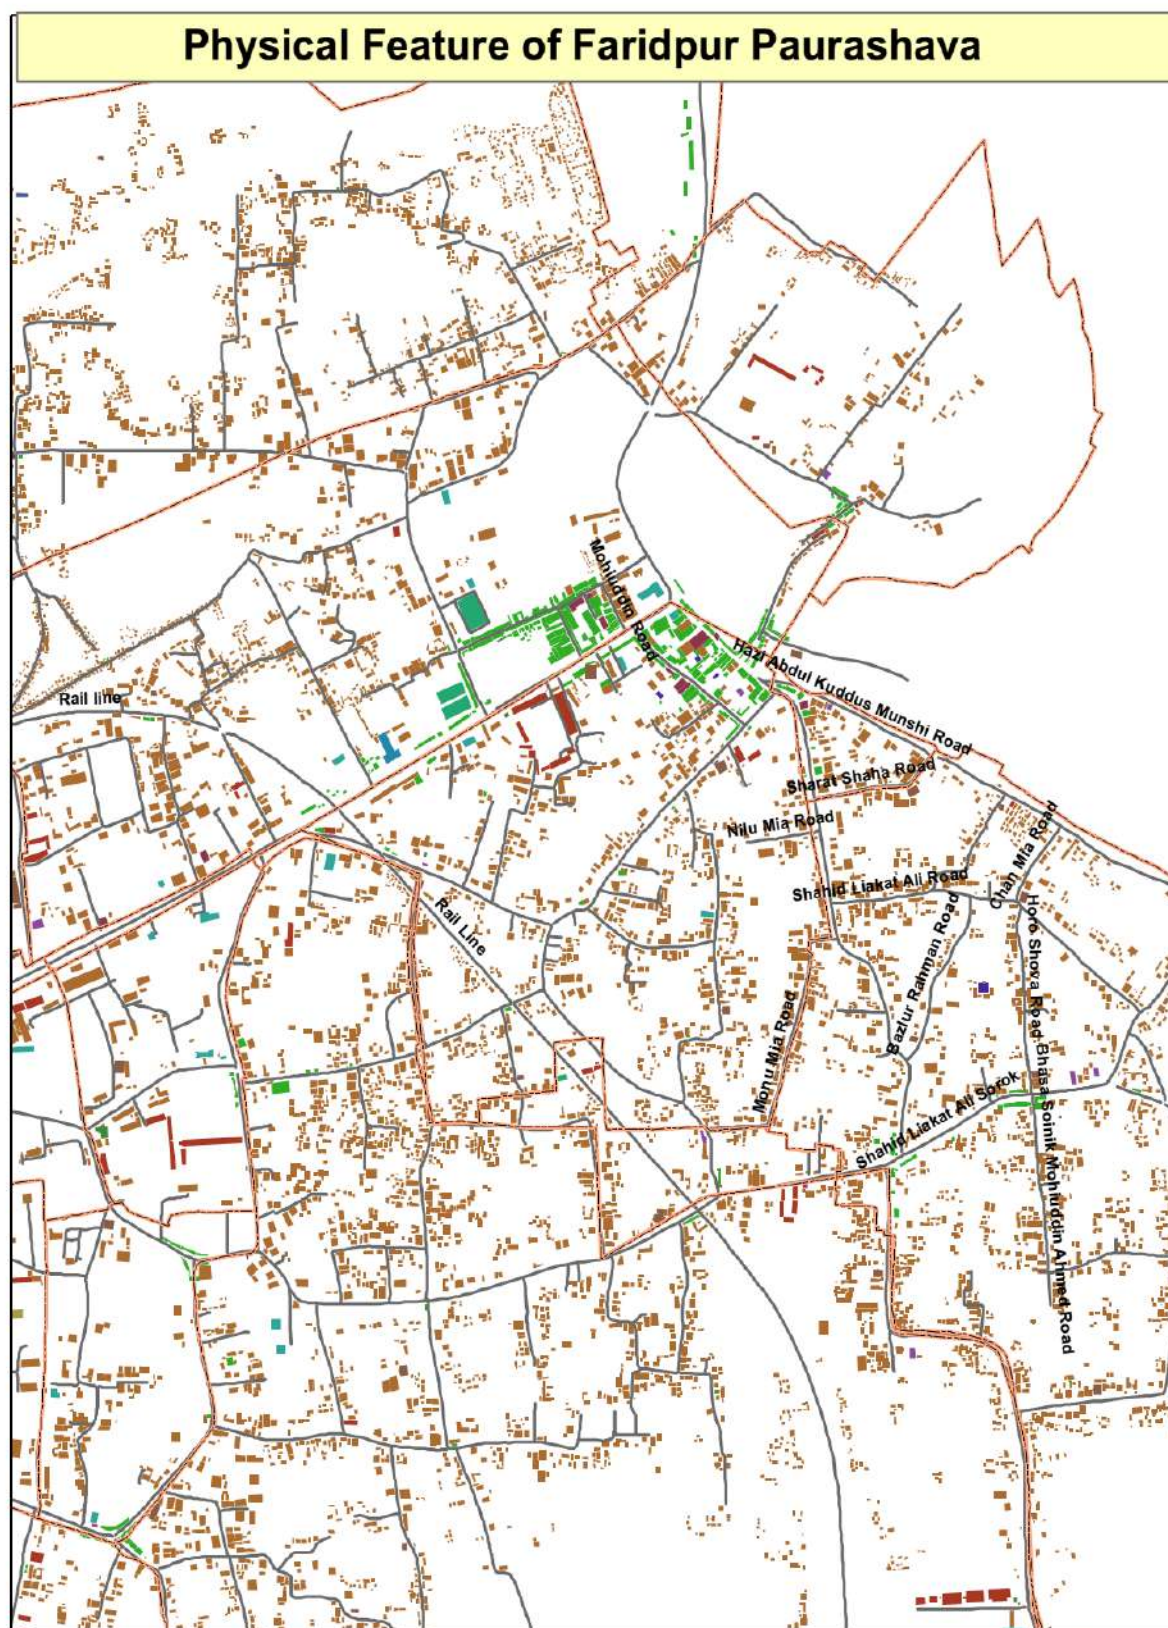 Physical Feature of Faridpur Paurashava
Mohiuddin Road
Hazi Abdul Kuddus Munshi Road
Rail line
Sharat Shaha Road
Nilu Mia Road
Chan Mia Road
Shahid Liakat Ali Road
Rail Line
Bazlur Rahman Road
Horo Shova Road
Monu Mia Road
Bhasa Soinik Mohiuddin Ahmed Road
Shahid Liakat Ali Sorok